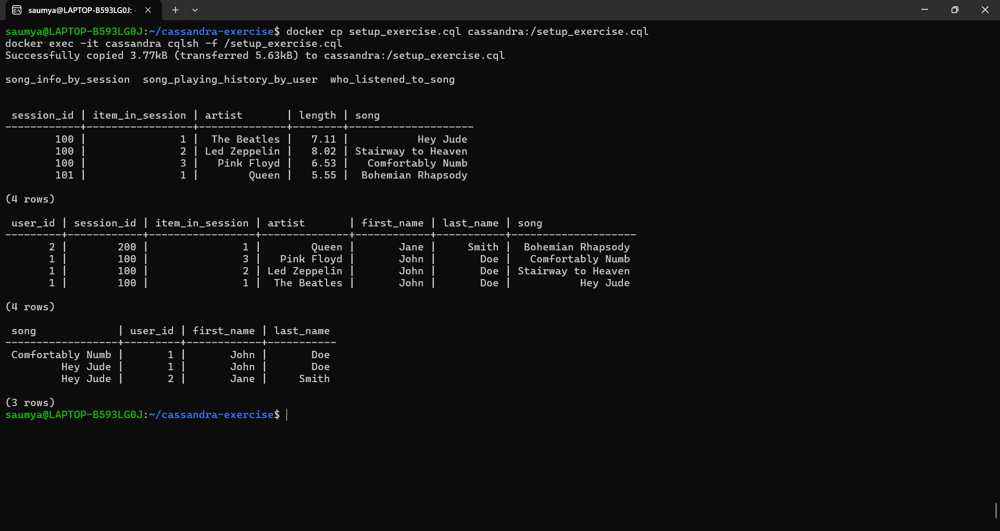 saumya@LAPTOP-B593LG0J: ·
saumya@LAPTOP-B593LG0J:~/cassandra-exercise$ docker cp setup_exercise.cql cassandra:/setup_exercise.cql
docker exec -it cassandra cqlsh -f /setup_exercise.cql
Successfully copied 3.77kB (transferred 5.63kB) to cassandra:/setup_exercise.cql

song_info_by_session  song_playing_history_by_user  who_listened_to_song


 session_id | item_in_session | artist       | length | song
------------+-----------------+--------------+--------+--------------------
        100 |               1 |  The Beatles |   7.11 |           Hey Jude
        100 |               2 | Led Zeppelin |   8.02 | Stairway to Heaven
        100 |               3 |   Pink Floyd |   6.53 |   Comfortably Numb
        101 |               1 |        Queen |   5.55 |  Bohemian Rhapsody

(4 rows)

 user_id | session_id | item_in_session | artist       | first_name | last_name | song
---------+------------+-----------------+--------------+------------+-----------+--------------------
       2 |        200 |               1 |        Queen |       Jane |     Smith |  Bohemian Rhapsody
       1 |        100 |               3 |   Pink Floyd |       John |       Doe |   Comfortably Numb
       1 |        100 |               2 | Led Zeppelin |       John |       Doe | Stairway to Heaven
       1 |        100 |               1 |  The Beatles |       John |       Doe |           Hey Jude

(4 rows)

 song             | user_id | first_name | last_name
------------------+---------+------------+-----------
 Comfortably Numb |       1 |       John |       Doe
         Hey Jude |       1 |       John |       Doe
         Hey Jude |       2 |       Jane |     Smith

(3 rows)
saumya@LAPTOP-B593LG0J:~/cassandra-exercise$